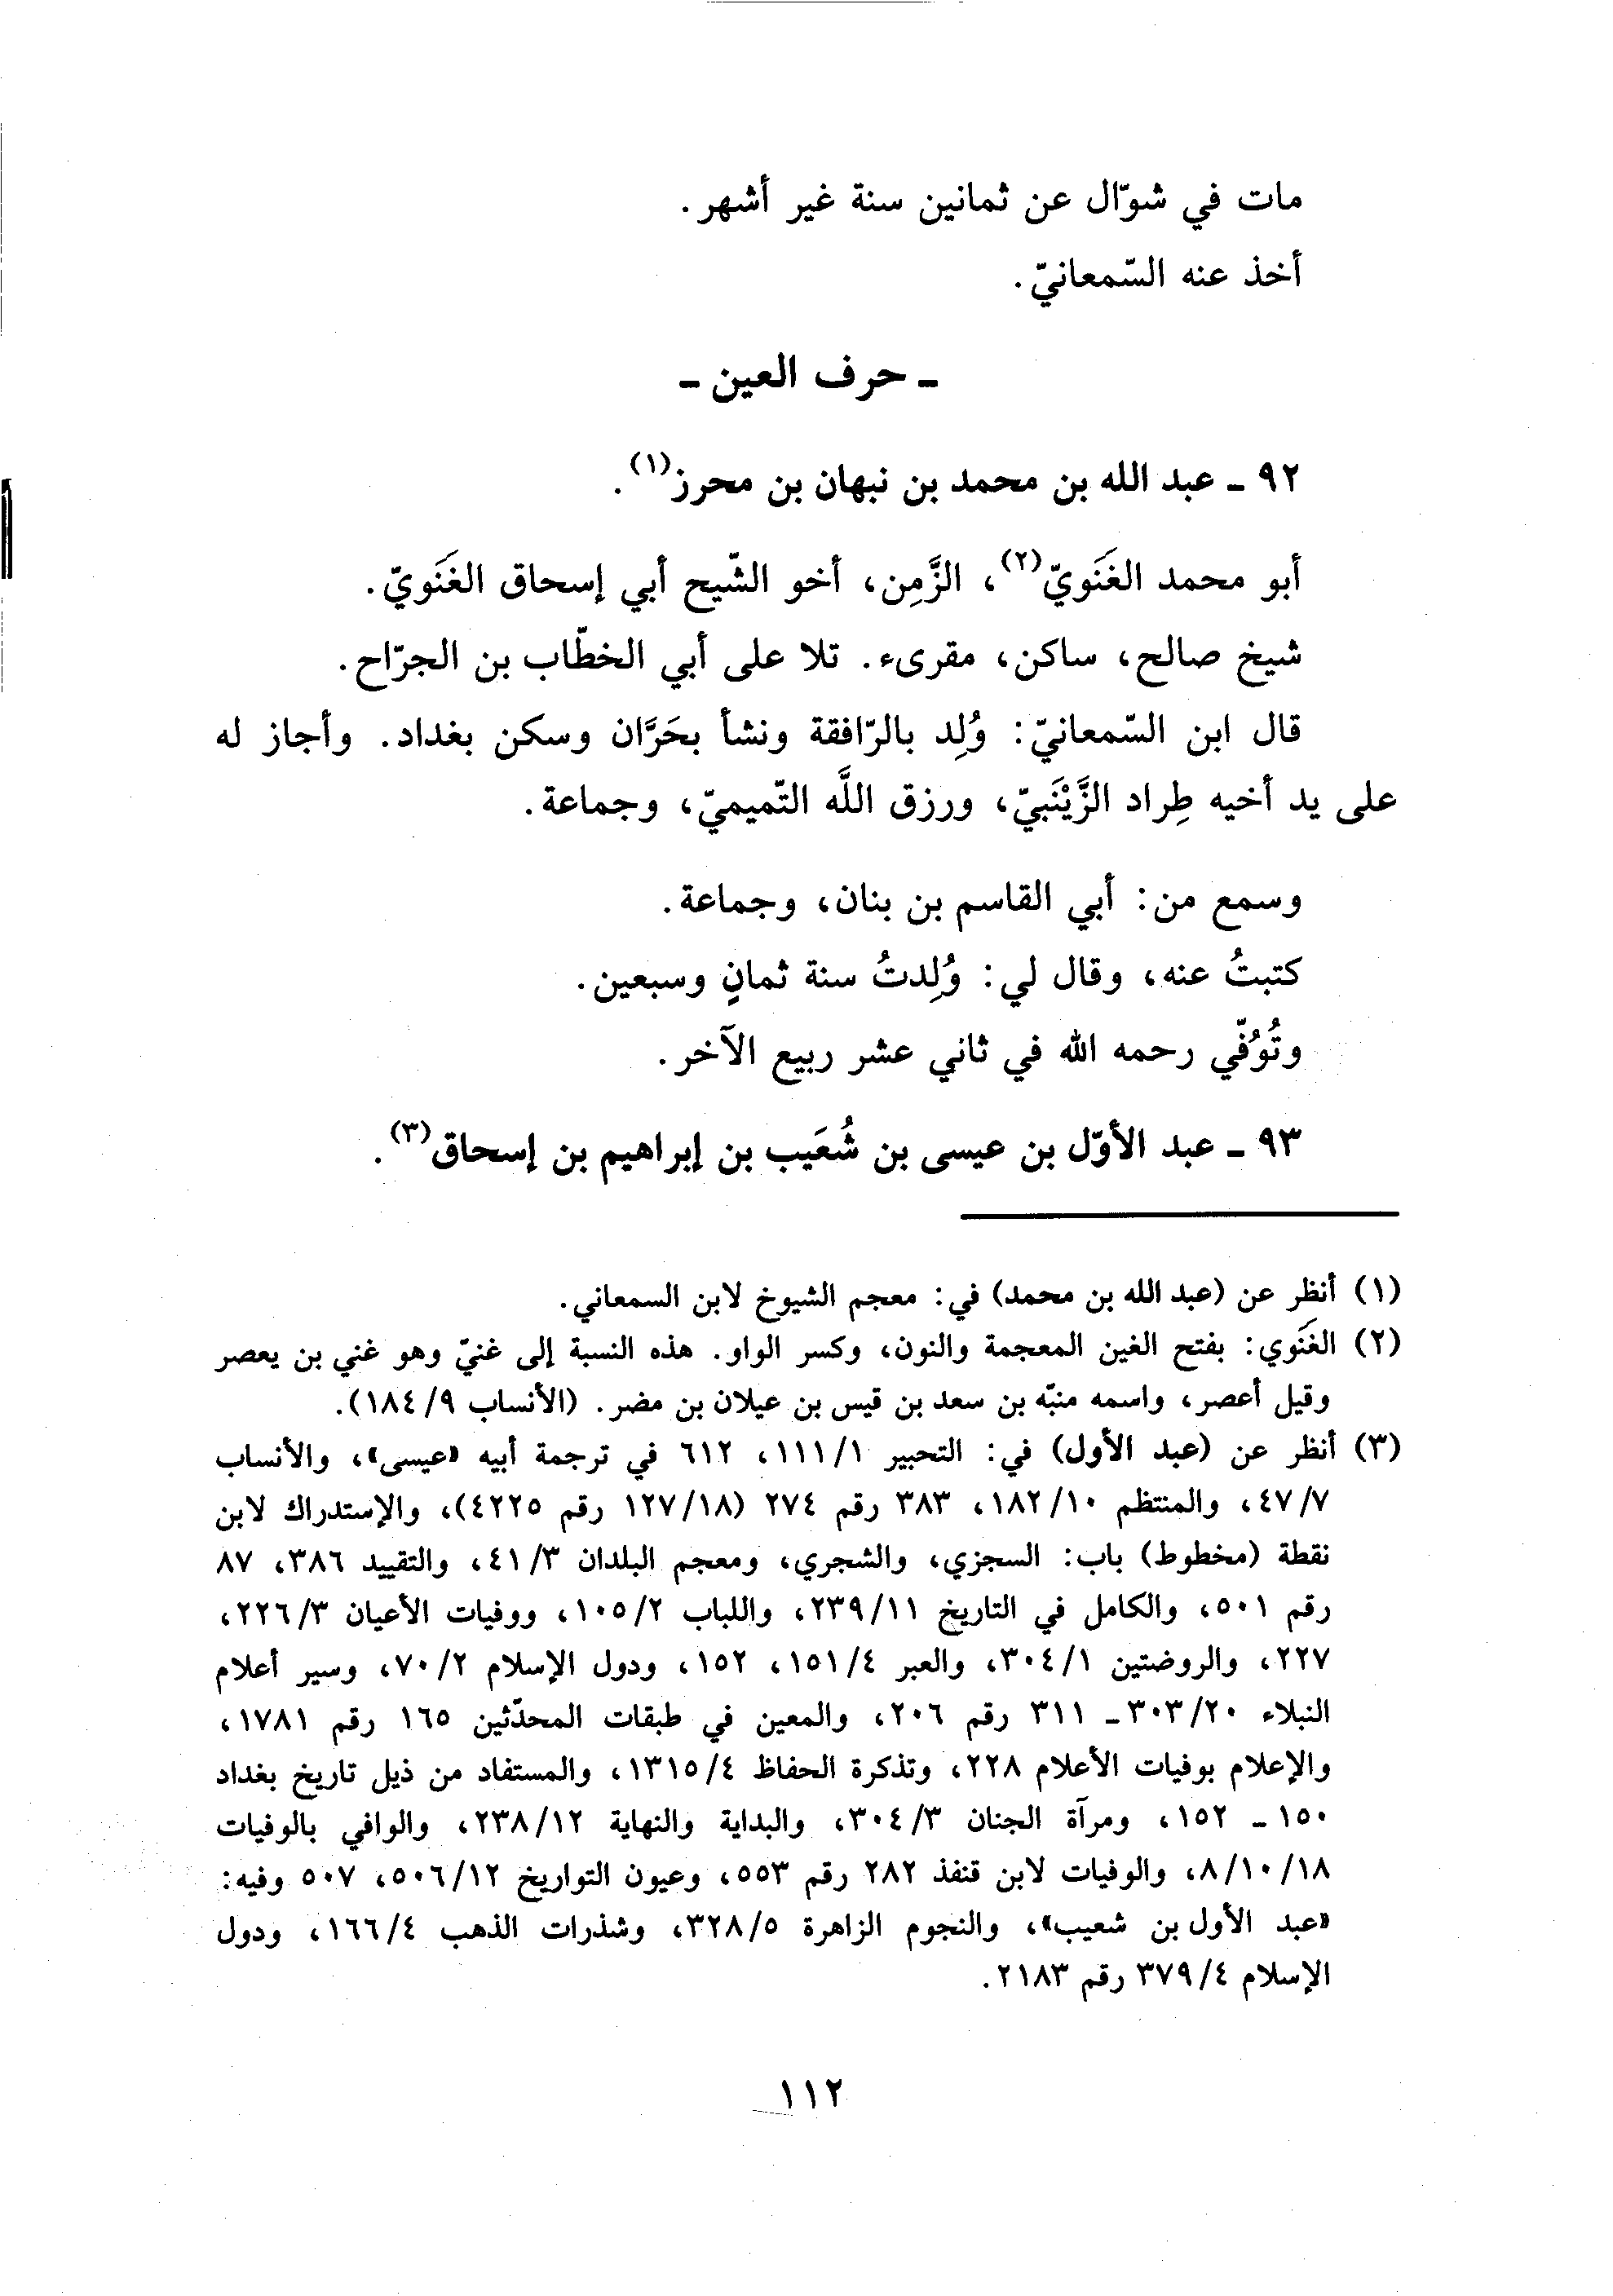 مات في شوّال عن ثمانين سنة غير أشهر.
أخذ عنه السّمعانيّ.
ـ حرف العين ـ
٩٢ ـ عبد الله بن محمد بن نبهان بن محرز(١).
أبو محمد الغَنَويّ(٢)، الزَّمِن، أخو الشّيح أبي إسحاق الغنَويّ.
شيخ صالح، ساكن، مقرىء. تلا على أبي الخطّاب بن الجرّاح.
قال ابن السّمعانيّ: وُلِد بالرّافقة ونشأ بحَرَّان وسكن بغداد. وأجاز له
على يد أخيه طِراد الزَّيْنَبيّ، ورزق اللَّه التّميميّ، وجماعة.
وسمع من: أبي القاسم بن بنان، وجماعة.
كتبتُ عنه، وقال لي: وُلِدتُ سنة ثمانٍ وسبعين.
وتُوُفّي رحمه الله في ثاني عشر ربيع الآخر.
٩٣ ـ عبد الأوّل بن عيسى بن شُعَيب بن إبراهيم بن إسحاق(٣).
(١) أنظر عن (عبد الله بن محمد) في: معجم الشيوخ لابن السمعاني.
(٢) الغَنَوي: بفتح الغين المعجمة والنون، وكسر الواو. هذه النسبة إلى غنيّ وهو غني بن يعصر
وقيل أعصر، واسمه منبّه بن سعد بن قيس بن عيلان بن مضر. (الأنساب ٩/ ١٨٤).
(٣) أنظر عن (عبد الأول) في: التحبير ١/ ١١١، ٦١٢ في ترجمة أبيه «عيسى»، والأنساب
٧/ ٤٧، والمنتظم ١٠/ ١٨٢، ٣٨٣ رقم ٢٧٤ (١٨/ ١٢٧ رقم ٤٢٢٥)، والإستدراك لابن
نقطة (مخطوط) باب: السجزي، والشجري، ومعجم البلدان ٣/ ٤١، والتقييد ٣٨٦، ٨٧
رقم ٥٠١، والكامل في التاريخ ١١/ ٢٣٩، واللباب ٢/ ١٠٥، ووفيات الأعيان ٣/ ٢٢٦،
٢٢٧، والروضتين ١/ ٣٠٤، والعبر ٤/ ١٥١، ١٥٢، ودول الإسلام ٢/ ٧٠، وسير أعلام
النبلاء ٢٠/ ٣٠٣ ـ ٣١١ رقم ٢٠٦، والمعين في طبقات المحدّثين ١٦٥ رقم ١٧٨١،
والإعلام بوفيات الأعلام ٢٢٨، وتذكرة الحفاظ ٤/ ١٣١٥، والمستفاد من ذيل تاريخ بغداد
١٥٠ ـ ١٥٢، ومرآة الجنان ٣/ ٣٠٤، والبداية والنهاية ١٢/ ٢٣٨، والوافي بالوفيات
١٨/ ١٠/ ٨، والوفيات لابن قنفذ ٢٨٢ رقم ٥٥٣، وعيون التواريخ ١٢/ ٥٠٦، ٥٠٧ وفيه:
«عبد الأول بن شعيب»، والنجوم الزاهرة ٥/ ٣٢٨، وشذرات الذهب ٤/ ١٦٦، ودول
الإسلام ٤/ ٣٧٩ رقم ٢١٨٣.
١١٢